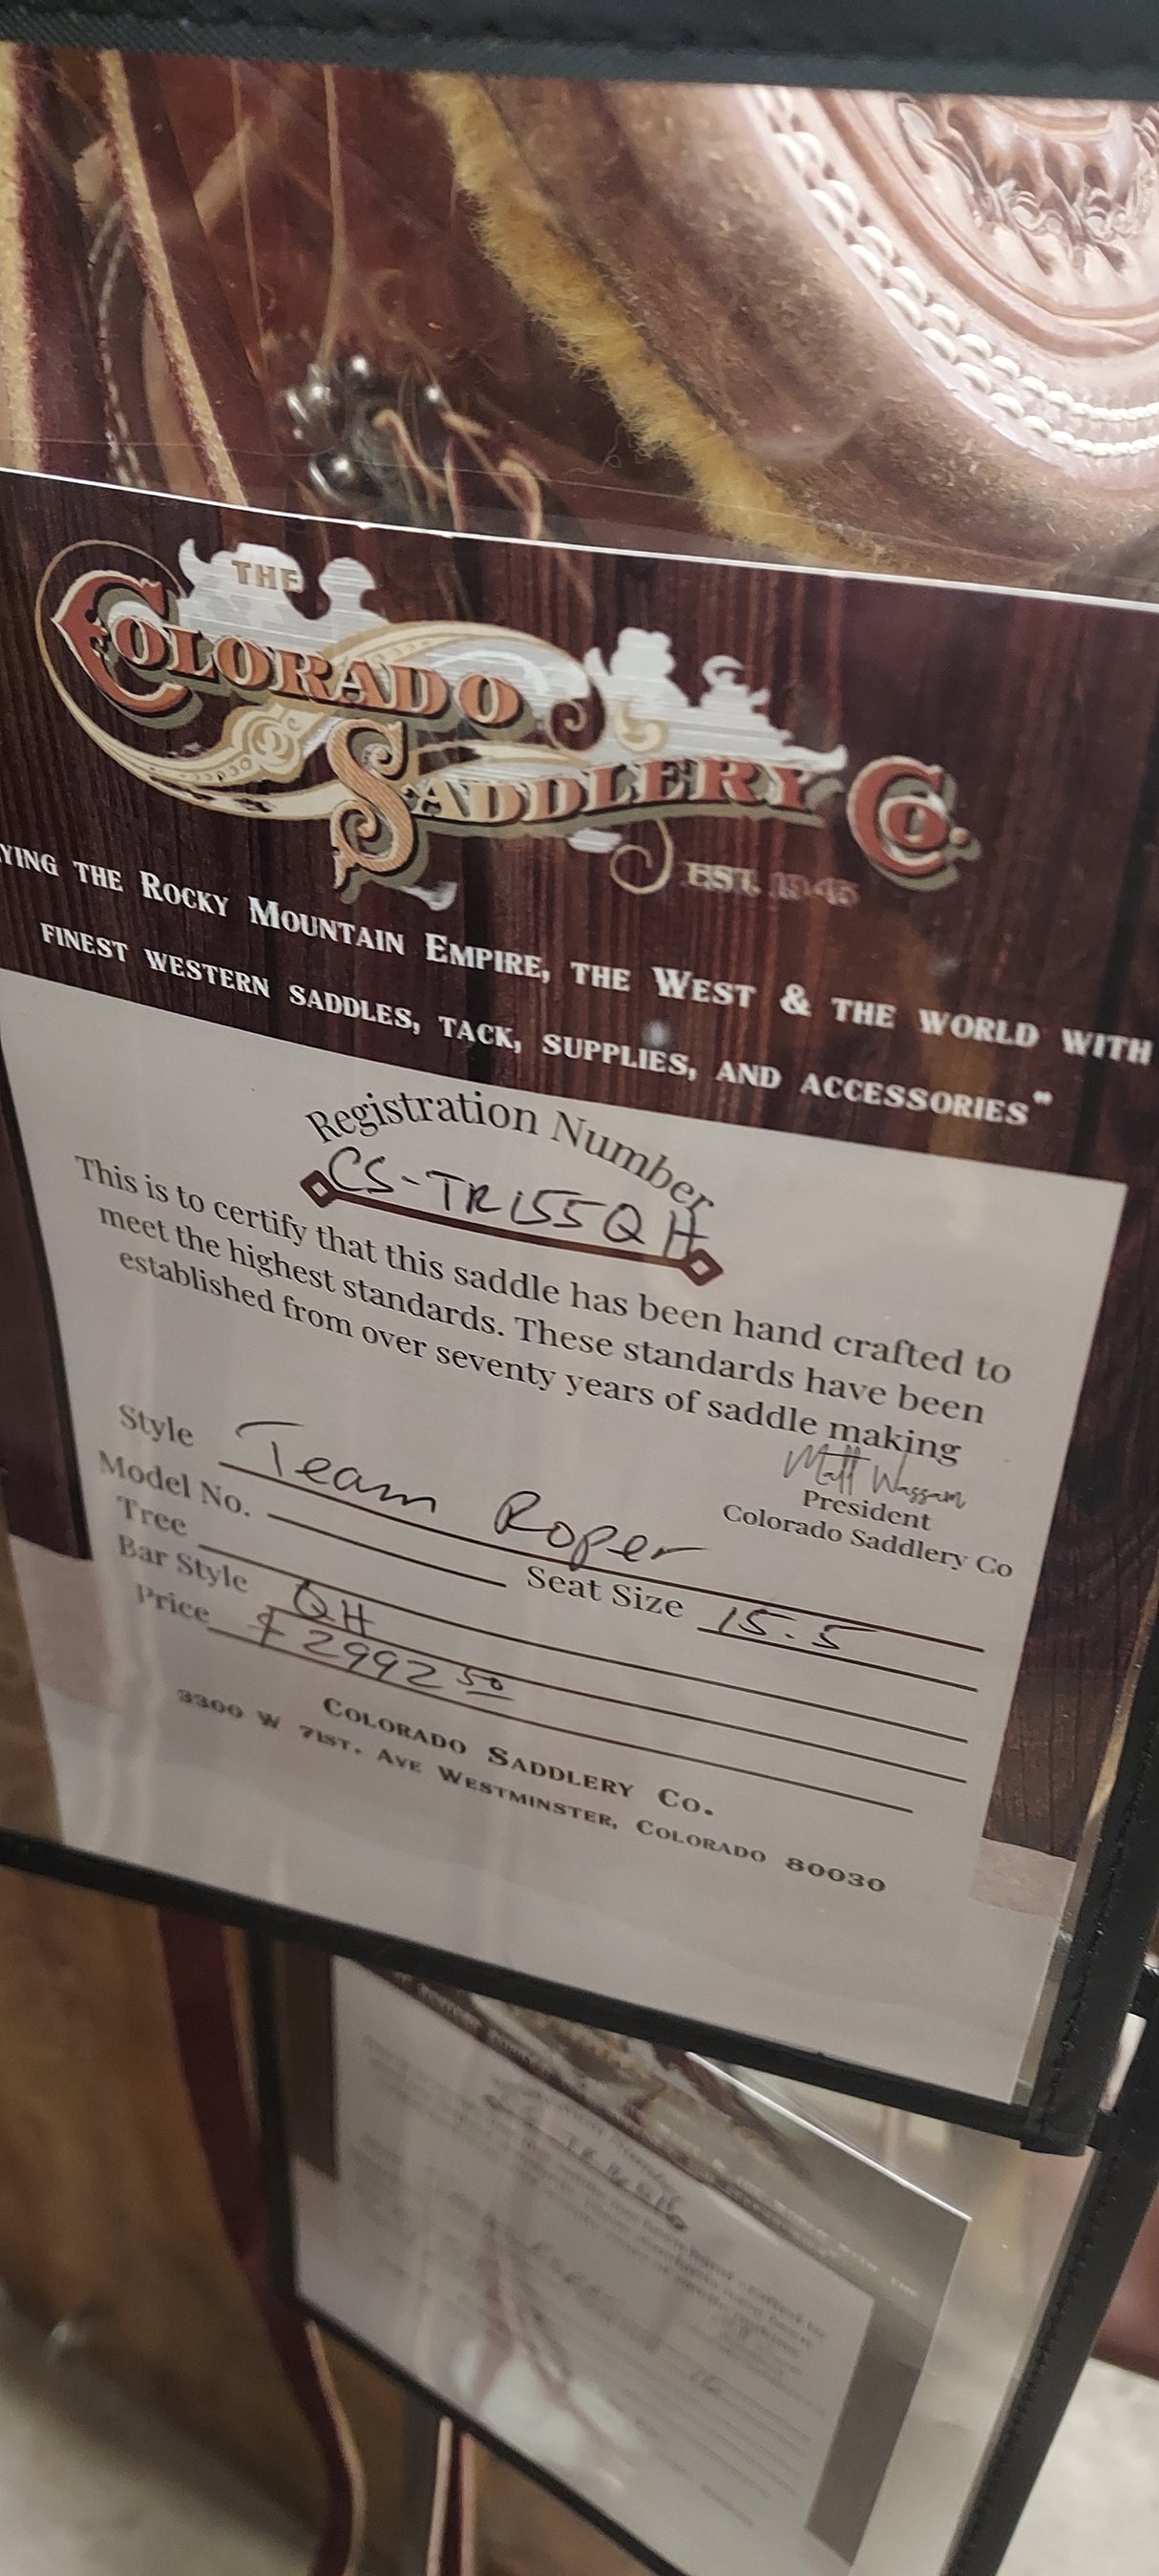 THE
COLORADO
SADDLERY CO.
EST. 1945
YING THE ROCKY MOUNTAIN EMPIRE, THE WEST & THE WORLD WITH
FINEST WESTERN SADDLES, TACK, SUPPLIES, AND ACCESSORIES"
Registration Number
CS-TR155QH
This is to certify that this saddle has been hand crafted to
meet the highest standards. These standards have been
established from over seventy years of saddle making
Matt Wassam
President
Colorado Saddlery Co
Style Team Roper
Model No. Seat Size 15.5
Tree
Bar Style QH
Price $2992 50
COLORADO SADDLERY CO.
3300 W 71ST. AVE WESTMINSTER, COLORADO 80030